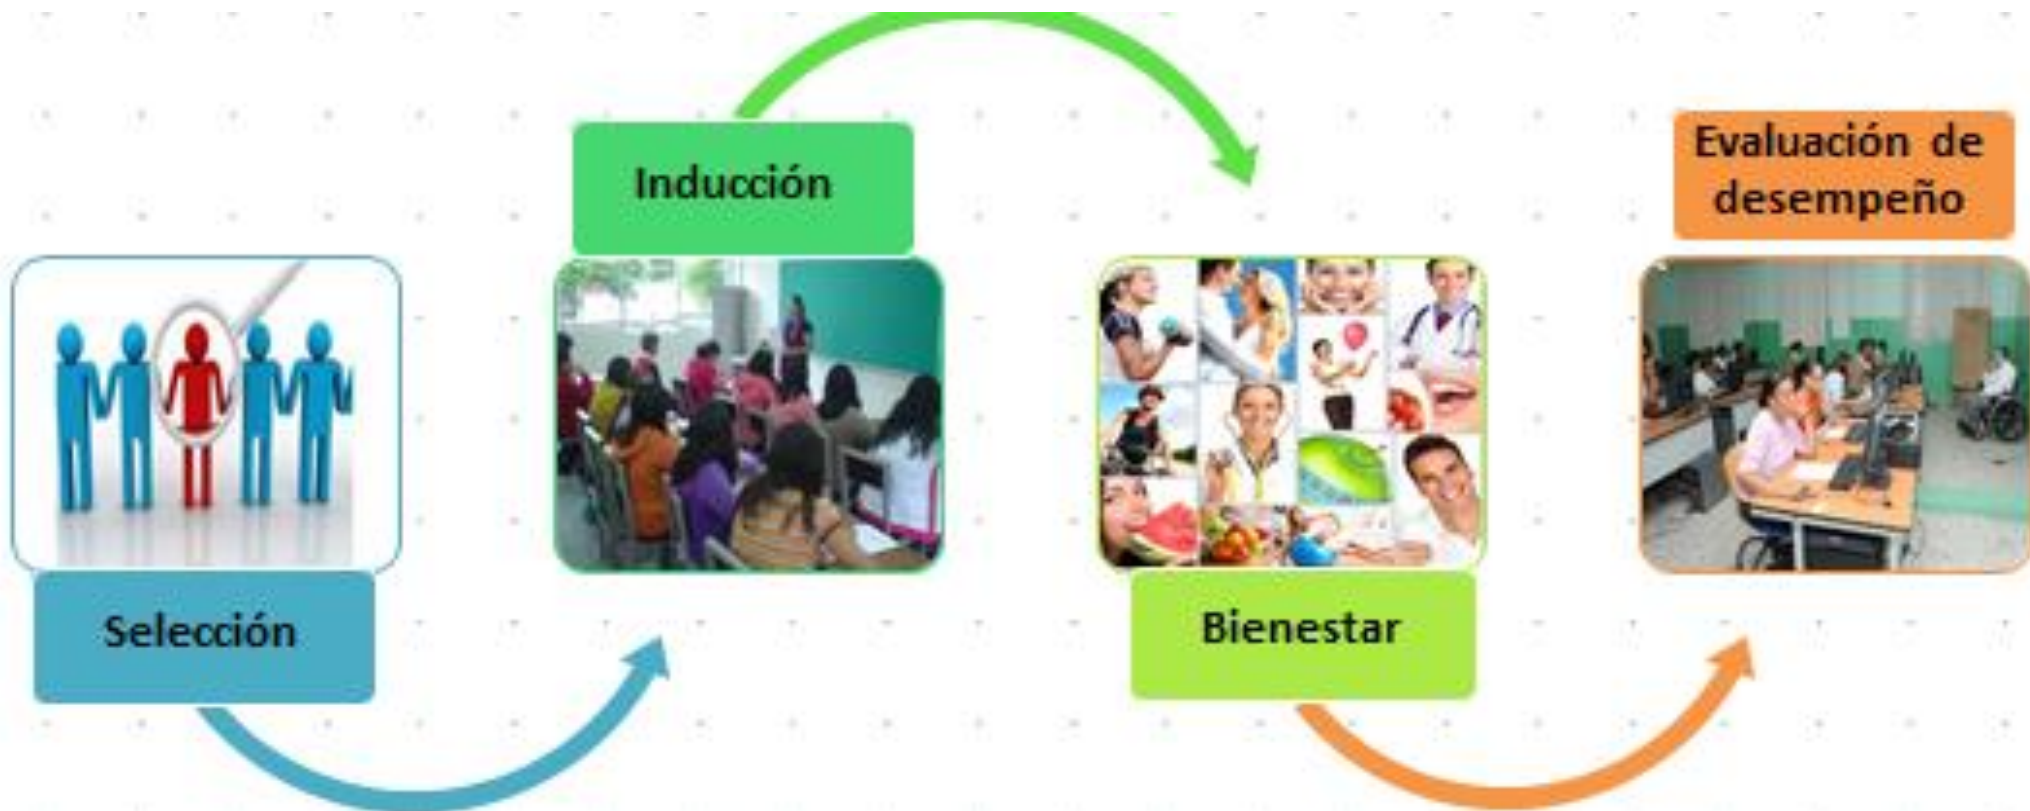 Selección
Inducción
Bienestar
Evaluación de
desempeño